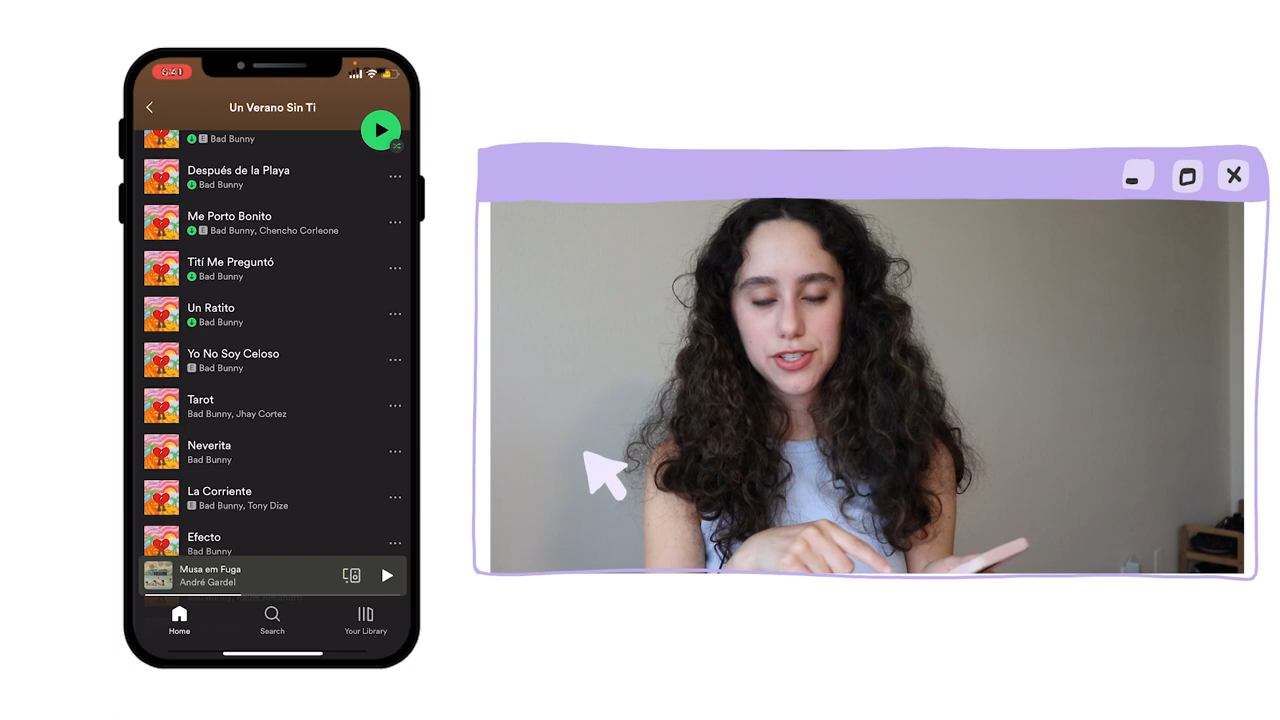 6:41
Un Verano Sin Ti
E Bad Bunny
Después de la Playa
Bad Bunny
Me Porto Bonito
E Bad Bunny, Chencho Corleone
Tití Me Preguntó
Bad Bunny
Un Ratito
Bad Bunny
Yo No Soy Celoso
E Bad Bunny
Tarot
Bad Bunny, Jhay Cortez
Neverita
Bad Bunny
La Corriente
E Bad Bunny, Tony Dize
Efecto
Bad Bunny
Musa em Fuga
André Gardel
Home
Search
Your Library